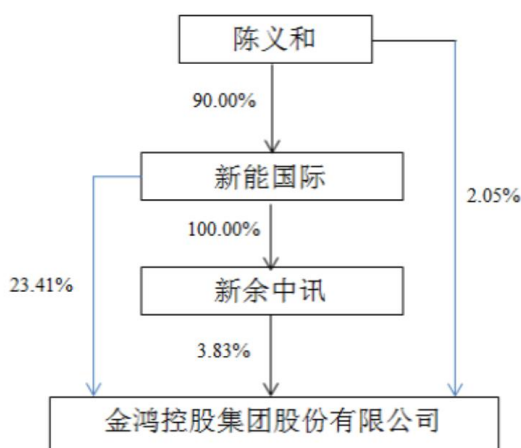 陈义和
90.00%
新能国际
2.05%
100.00%
23.41%
新余中讯
3.83%
金鸿控股集团股份有限公司